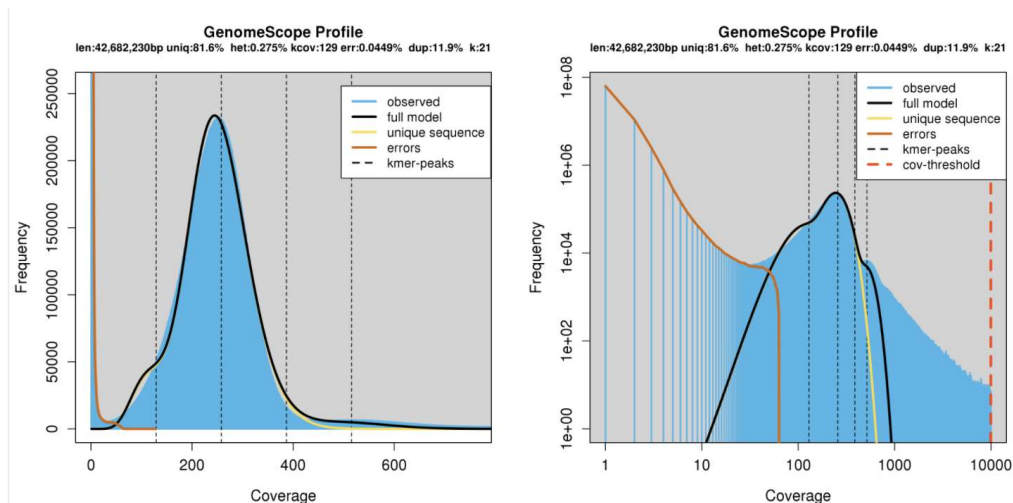 GenomeScope Profile
len:42,682,230bp uniq:81.6% het:0.275% kcov:129 err:0.0449% dup:11.9% k:21
Frequency
250000
200000
150000
100000
50000
0
0
200
400
600
Coverage
observed
full model
unique sequence
errors
kmer-peaks
GenomeScope Profile
len:42,682,230bp uniq:81.6% het:0.275% kcov:129 err:0.0449% dup:11.9% k:21
Frequency
1e+08
1e+06
1e+04
1e+02
1e+00
1
10
100
1000
10000
Coverage
observed
full model
unique sequence
errors
kmer-peaks
cov-threshold